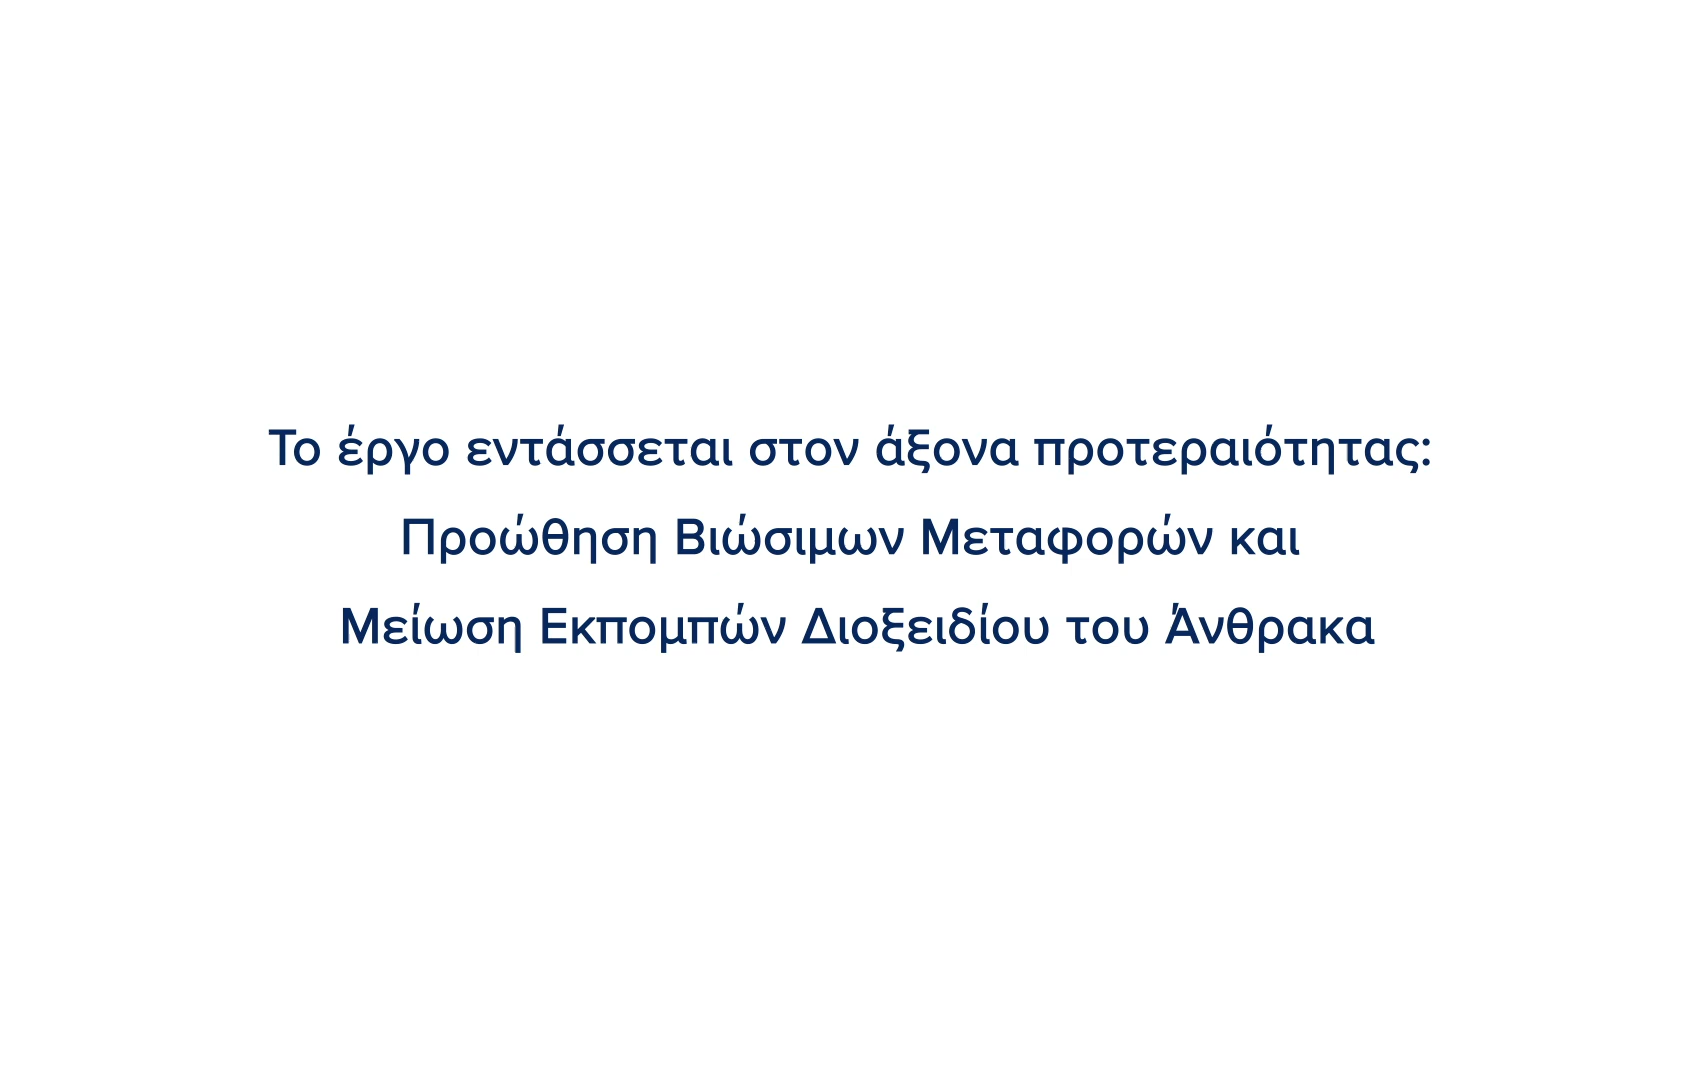 Το έργο εντάσσεται στον άξονα προτεραιότητας:
Προώθηση Βιώσιμων Μεταφορών και
Μείωση Εκπομπών Διοξειδίου του Άνθρακα